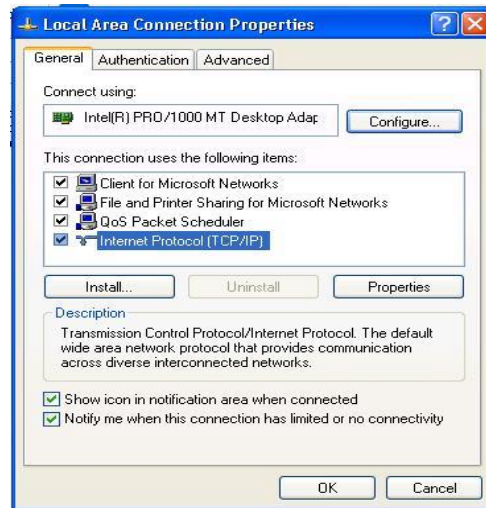 Local Area Connection Properties
General Authentication Advanced
Connect using:
Intel(R) PRO/1000 MT Desktop Adap
Configure...
This connection uses the following items:
Client for Microsoft Networks
File and Printer Sharing for Microsoft Networks
QoS Packet Scheduler
Internet Protocol (TCP/IP)
Install... Uninstall Properties
Description
Transmission Control Protocol/Internet Protocol. The default
wide area network protocol that provides communication
across diverse interconnected networks.
Show icon in notification area when connected
Notify me when this connection has limited or no connectivity
OK Cancel